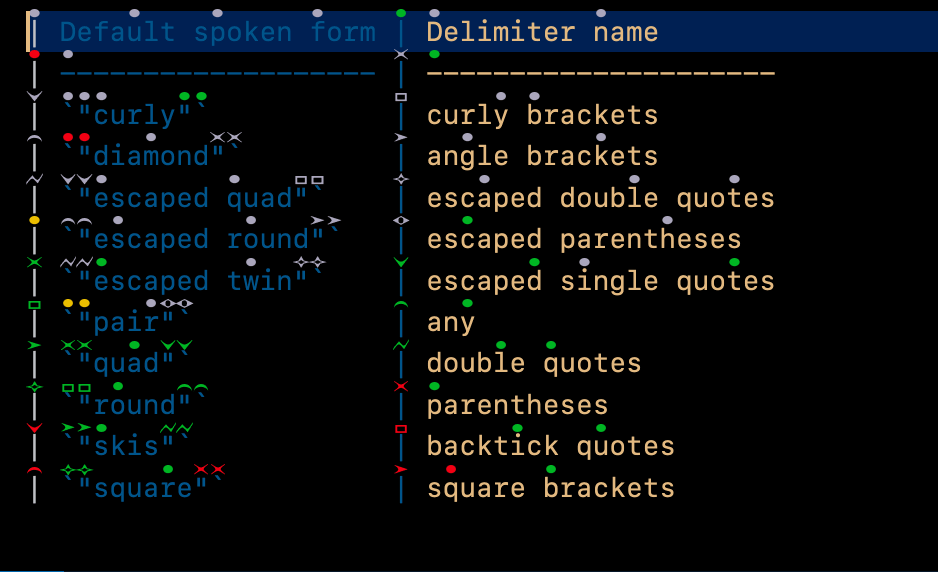 | Default spoken form | Delimiter name
| ------------------- | ---------------------
| `"curly"` | curly brackets
| `"diamond"` | angle brackets
| `"escaped quad"` | escaped double quotes
| `"escaped round"` | escaped parentheses
| `"escaped twin"` | escaped single quotes
| `"pair"` | any
| `"quad"` | double quotes
| `"round"` | parentheses
| `"skis"` | backtick quotes
| `"square"` | square brackets